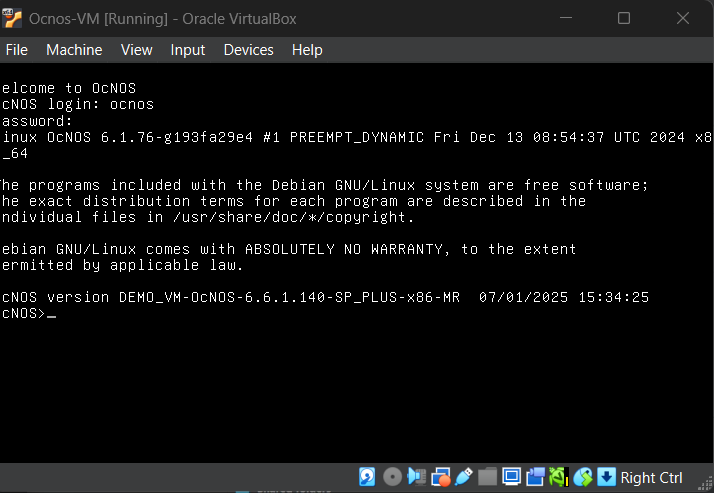 Ocnos-VM [Running] - Oracle VirtualBox
File Machine View Input Devices Help
elcome to OcNOS
cNOS login: ocnos
assword:
inux OcNOS 6.1.76-g193fa29e4 #1 PREEMPT_DYNAMIC Fri Dec 13 08:54:37 UTC 2024 x8
_64
he programs included with the Debian GNU/Linux system are free software;
he exact distribution terms for each program are described in the
ndividual files in /usr/share/doc/*/copyright.
ebian GNU/Linux comes with ABSOLUTELY NO WARRANTY, to the extent
ermitted by applicable law.
cNOS version DEMO_VM-OcNOS-6.6.1.140-SP_PLUS-x86-MR 07/01/2025 15:34:25
cNOS>_
Right Ctrl